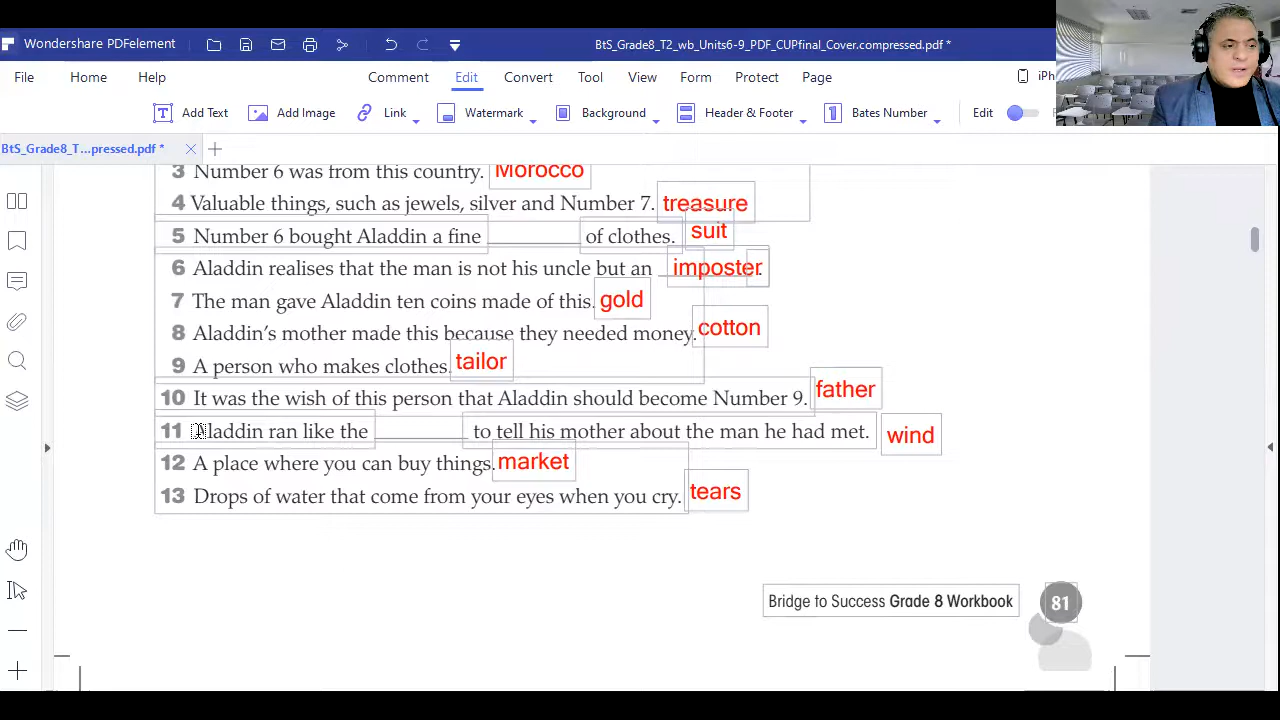 Wondershare PDFelement
BtS_Grade8_T2_wb_Units6-9_PDF_CUPfinal_Cover.compressed.pdf *
File Home Help Comment Edit Convert Tool View Form Protect Page
Add Text Add Image Link Watermark Background Header & Footer Bates Number Edit
BtS_Grade8_T...pressed.pdf *
3 Number 6 was from this country. Morocco
4 Valuable things, such as jewels, silver and Number 7. treasure
5 Number 6 bought Aladdin a fine __________ of clothes. suit
6 Aladdin realises that the man is not his uncle but an __________. imposter
7 The man gave Aladdin ten coins made of this. gold
8 Aladdin's mother made this because they needed money. cotton
9 A person who makes clothes. tailor
10 It was the wish of this person that Aladdin should become Number 9. father
11 Aladdin ran like the __________ to tell his mother about the man he had met. wind
12 A place where you can buy things. market
13 Drops of water that come from your eyes when you cry. tears
Bridge to Success Grade 8 Workbook 81